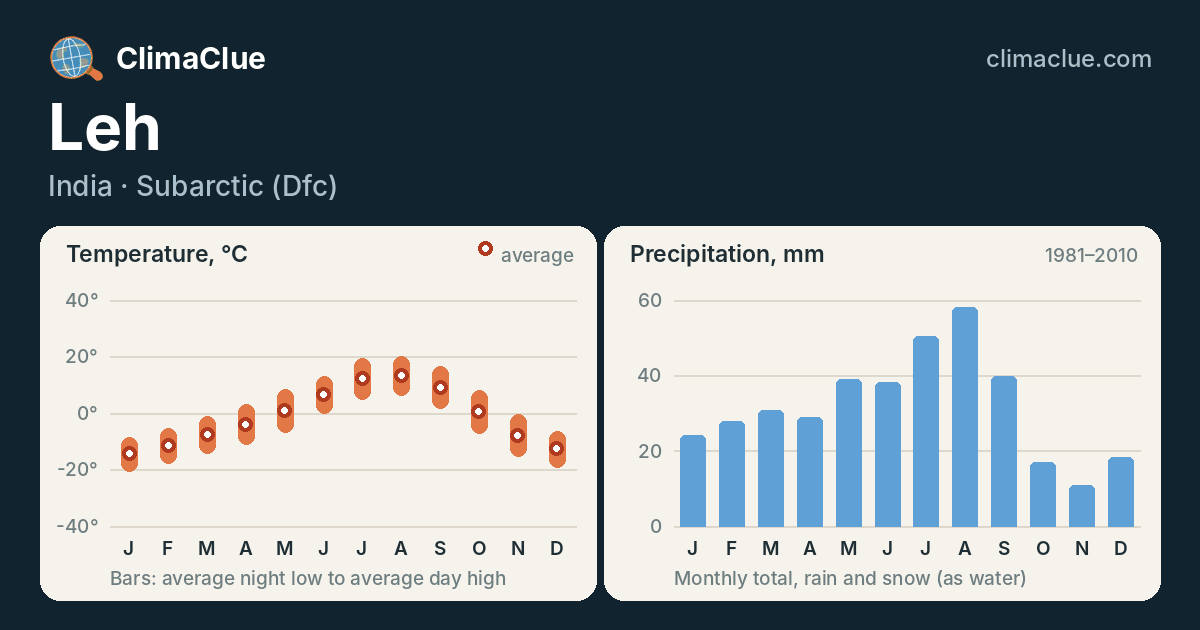 ClimaClue
climaclue.com
Leh
India · Subarctic (Dfc)
Temperature, °C
average
40°
20°
0°
-20°
-40°
J F M A M J J A S O N D
Bars: average night low to average day high
Precipitation, mm
1981–2010
60
40
20
0
J F M A M J J A S O N D
Monthly total, rain and snow (as water)